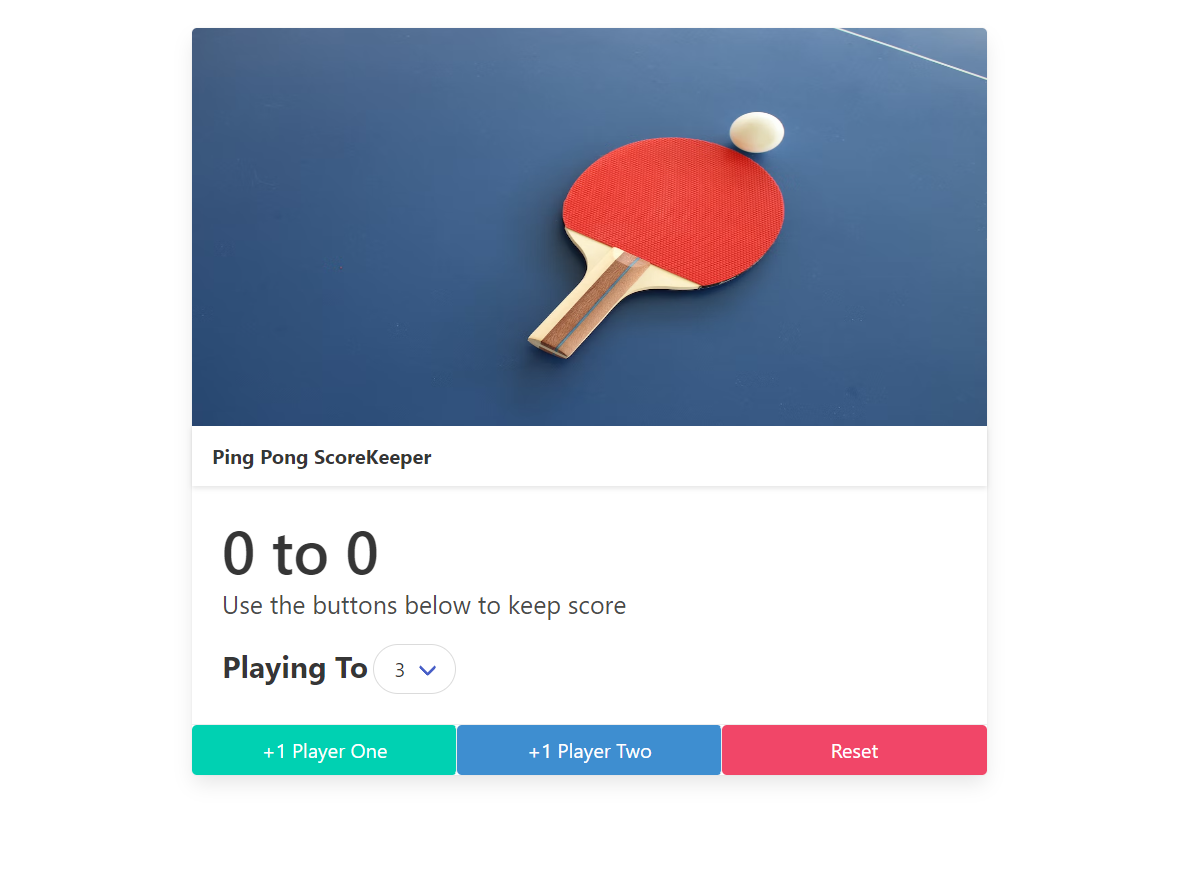 Ping Pong ScoreKeeper
0 to 0
Use the buttons below to keep score
Playing To 3
+1 Player One +1 Player Two Reset